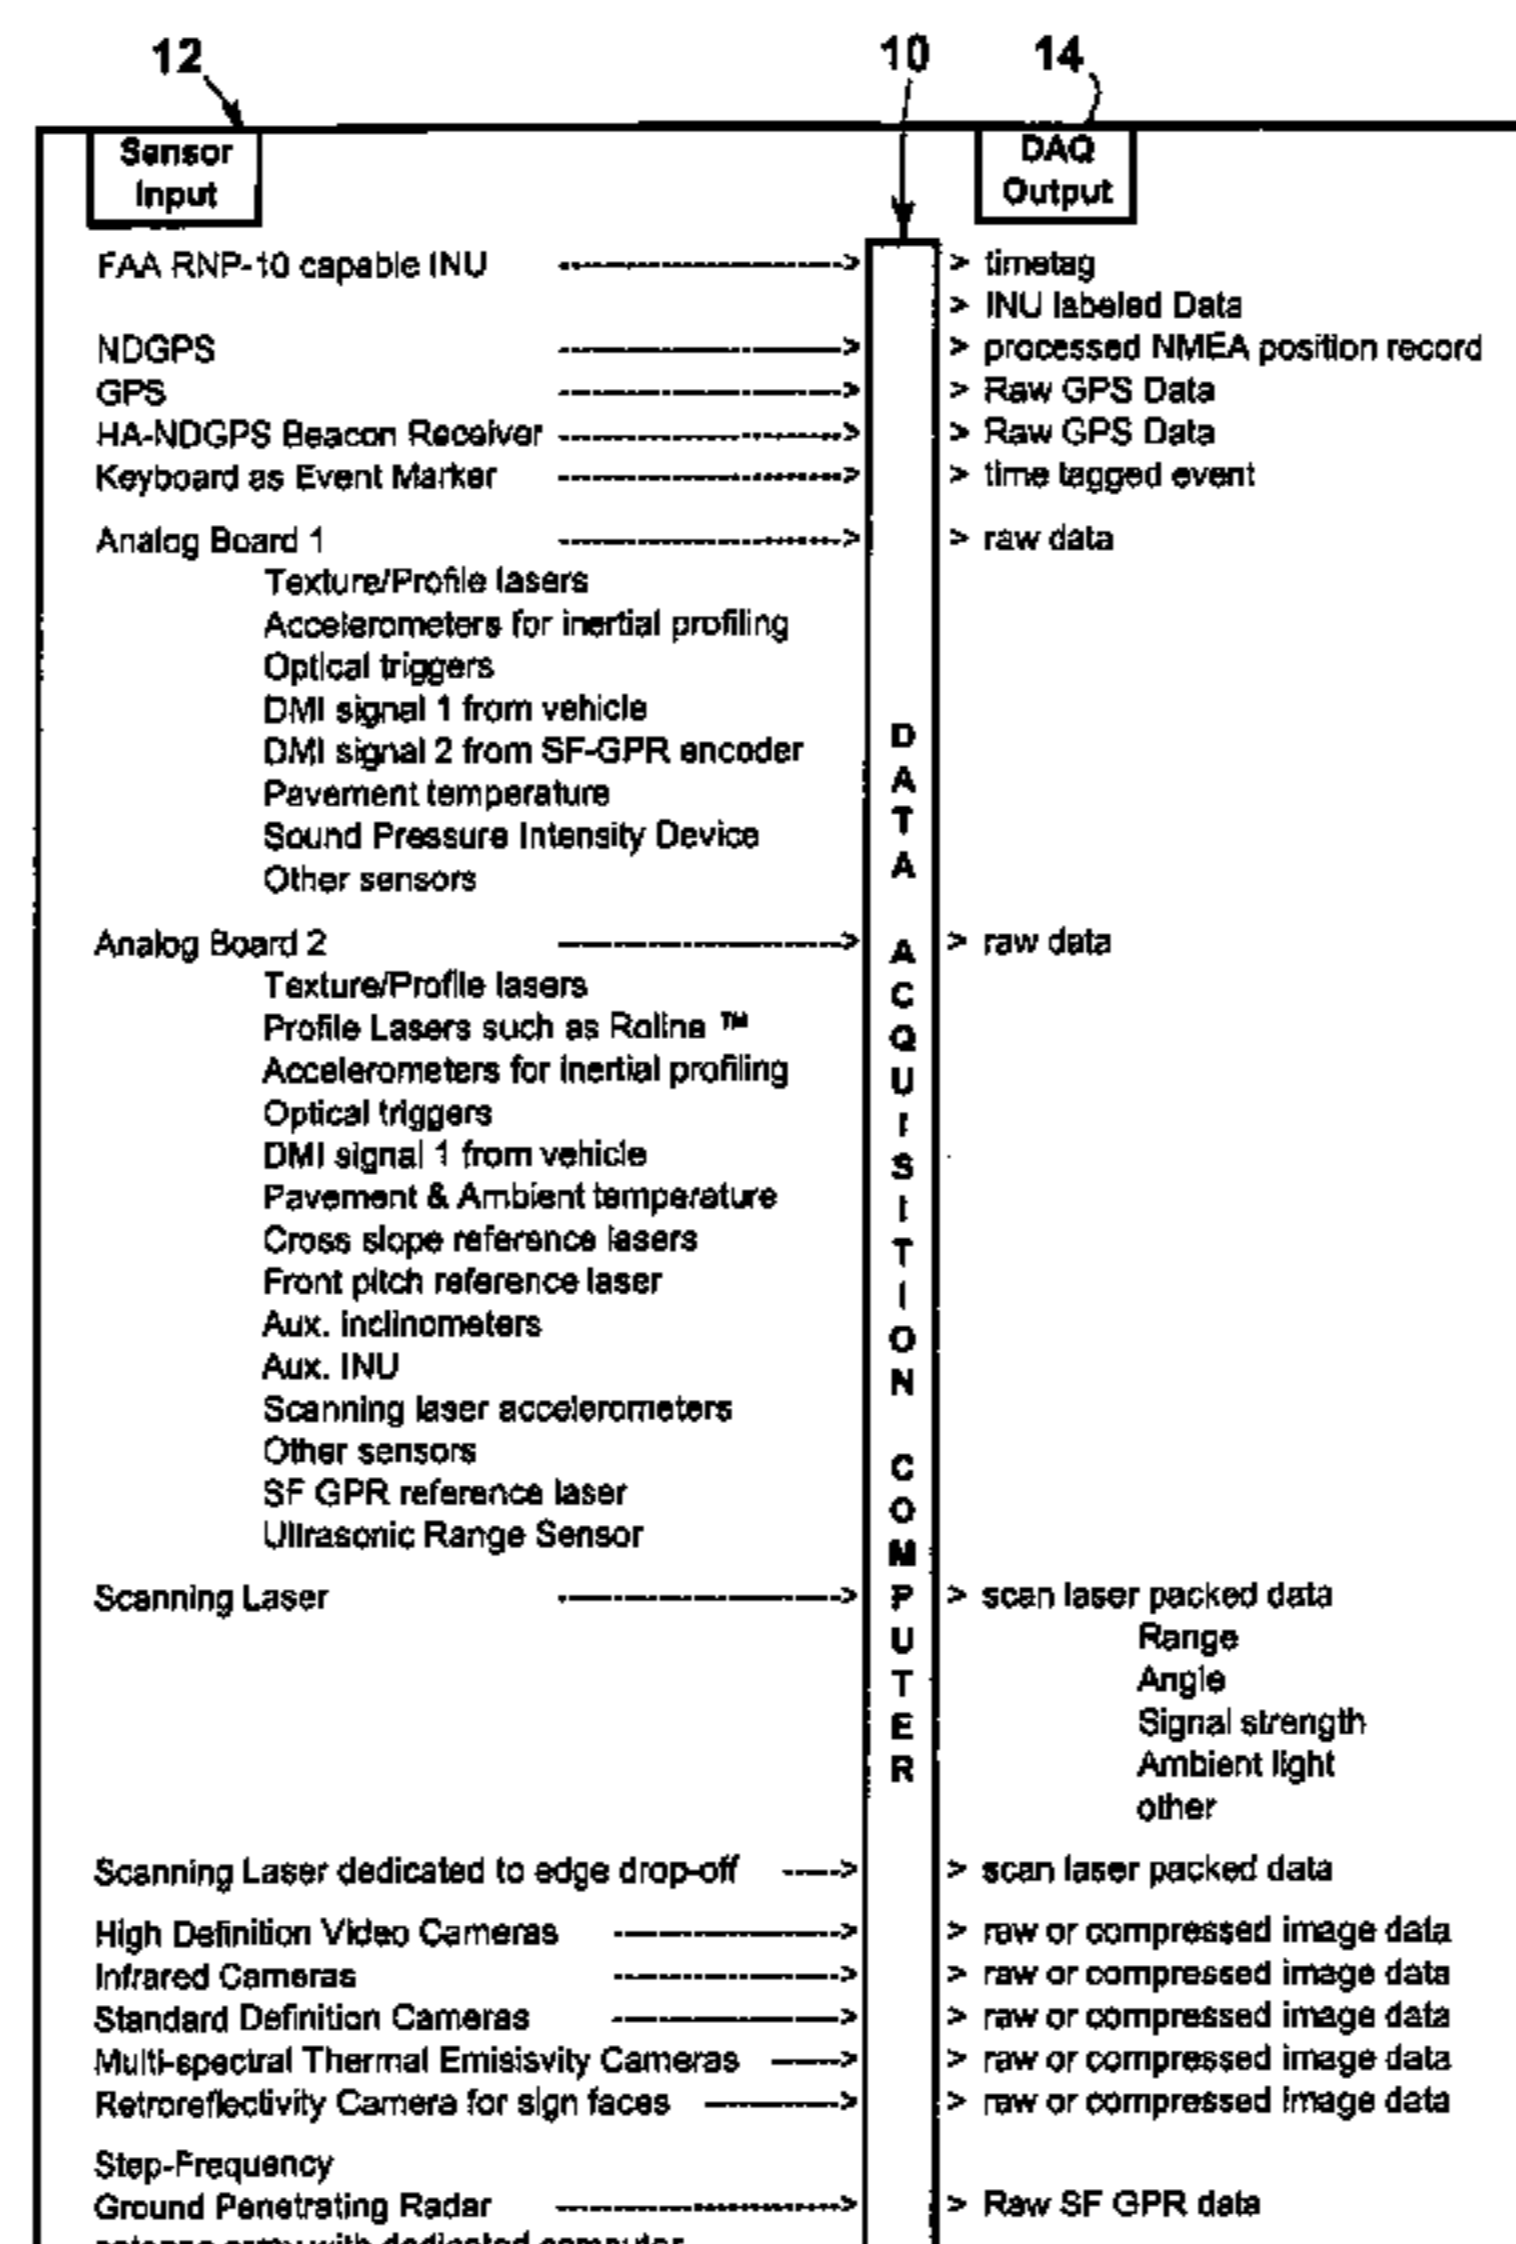 12 10 14
Sensor
Input
DAQ
Output
FAA RNP-10 capable INU -----> > timetag
> INU labeled Data
NDGPS -----> > processed NMEA position record
GPS -----> > Raw GPS Data
HA-NDGPS Beacon Receiver -----> > Raw GPS Data
Keyboard as Event Marker -----> > time tagged event
Analog Board 1 -----> > raw data
Texture/Profile lasers
Accelerometers for inertial profiling
Optical triggers
DMI signal 1 from vehicle
DMI signal 2 from SF-GPR encoder
Pavement temperature
Sound Pressure Intensity Device
Other sensors
Analog Board 2 -----> > raw data
Texture/Profile lasers
Profile Lasers such as Roline ™
Accelerometers for inertial profiling
Optical triggers
DMI signal 1 from vehicle
Pavement & Ambient temperature
Cross slope reference lasers
Front pitch reference laser
Aux. inclinometers
Aux. INU
Scanning laser accelerometers
Other sensors
SF GPR reference laser
Ultrasonic Range Sensor
DATA ACQUISITION COMPUTER
Scanning Laser -----> > scan laser packed data
Range
Angle
Signal strength
Ambient light
other
Scanning Laser dedicated to edge drop-off ----> > scan laser packed data
High Definition Video Cameras -----> > raw or compressed image data
Infrared Cameras -----> > raw or compressed image data
Standard Definition Cameras -----> > raw or compressed image data
Multi-spectral Thermal Emisisvity Cameras ----> > raw or compressed image data
Retroreflectivity Camera for sign faces -----> > raw or compressed image data
Step-Frequency
Ground Penetrating Radar -----> > Raw SF GPR data
with dedicated computer